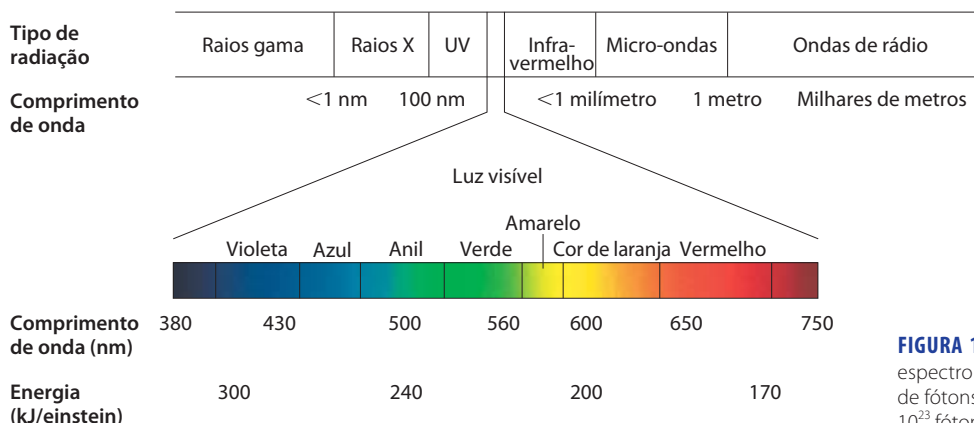 Tipo de radiação
Raios gama Raios X UV Infra-vermelho Micro-ondas Ondas de rádio
Comprimento de onda
<1 nm 100 nm <1 milímetro 1 metro Milhares de metros
Luz visível
Amarelo
Violeta Azul Anil Verde Cor de laranja Vermelho
Comprimento de onda (nm)
380 430 500 560 600 650 750
Energia (kJ/einstein)
300 240 200 170
FIGURA 1
espectro
de fótons
10²³ fóton